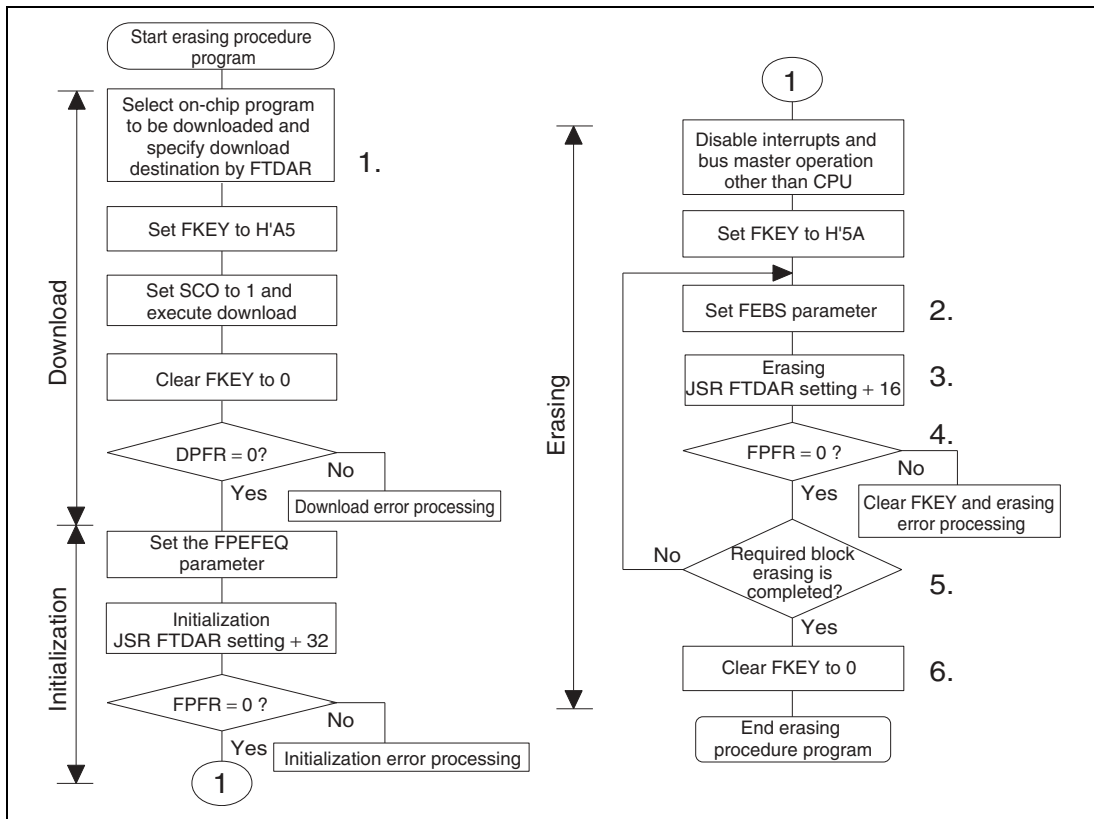 Start erasing procedure
program
Select on-chip program
to be downloaded and
specify download
destination by FTDAR
1.
Set FKEY to H'A5
Set SCO to 1 and
execute download
Clear FKEY to 0
DPFR = 0?
No
Yes
Download error processing
Download
Set the FPEFEQ
parameter
Initialization
JSR FTDAR setting + 32
FPFR = 0 ?
No
Yes
Initialization error processing
1
Initialization
1
Disable interrupts and
bus master operation
other than CPU
Set FKEY to H'5A
Set FEBS parameter
2.
Erasing
JSR FTDAR setting + 16
3.
4.
FPFR = 0 ?
No
Yes
Clear FKEY and erasing
error processing
No
Required block
erasing is
completed?
5.
Yes
Clear FKEY to 0
6.
End erasing
procedure program
Erasing